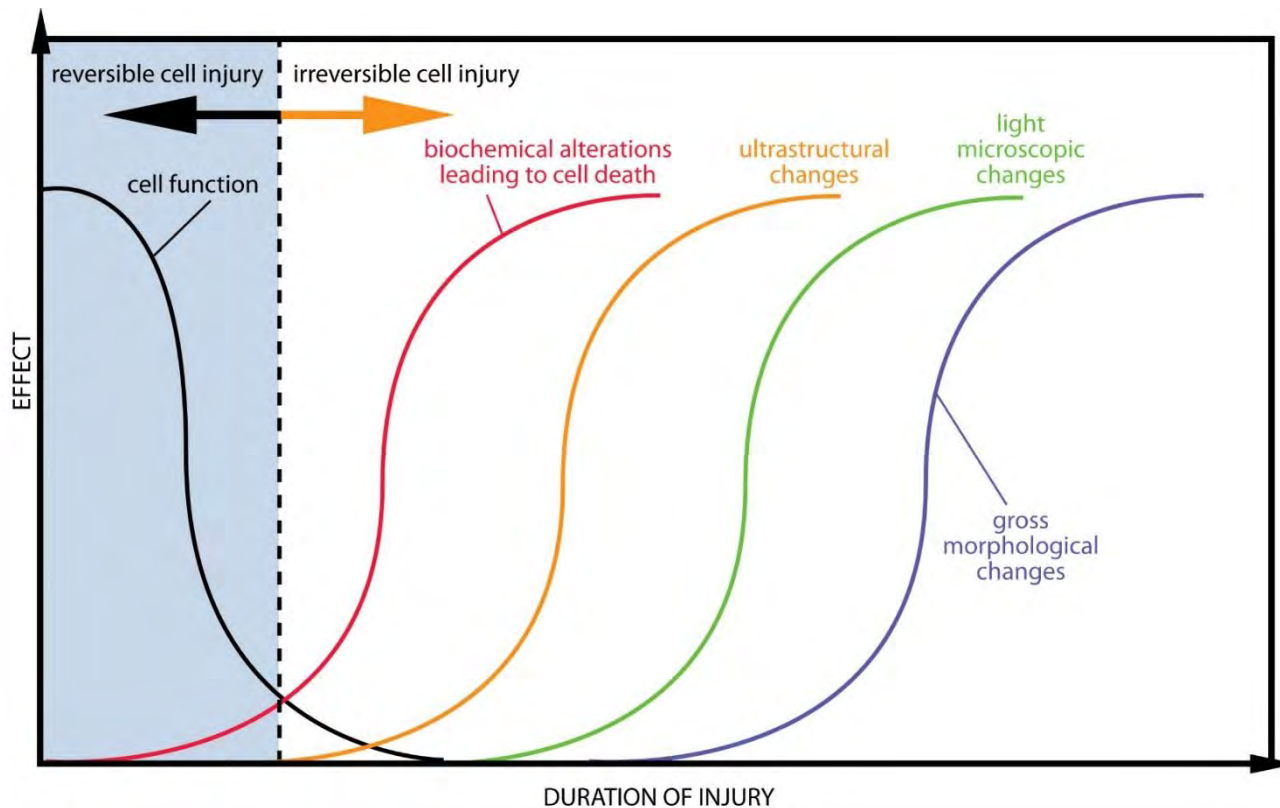 reversible cell injury
irreversible cell injury
cell function
biochemical alterations
leading to cell death
ultrastructural
changes
light
microscopic
changes
EFFECT
gross
morphological
changes
DURATION OF INJURY